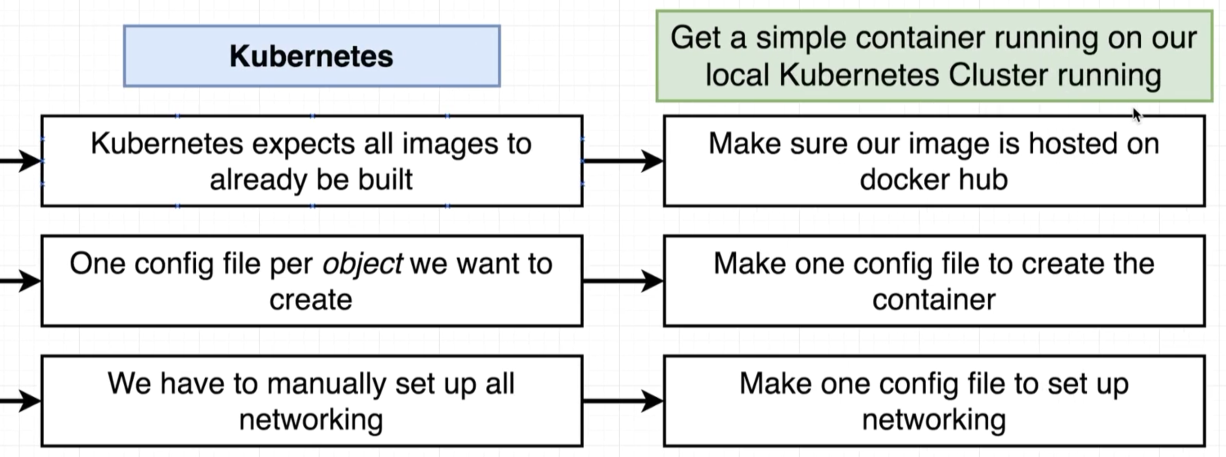 Kubernetes
Get a simple container running on our
local Kubernetes Cluster running
Kubernetes expects all images to
already be built
Make sure our image is hosted on
docker hub
One config file per object we want to
create
Make one config file to create the
container
We have to manually set up all
networking
Make one config file to set up
networking